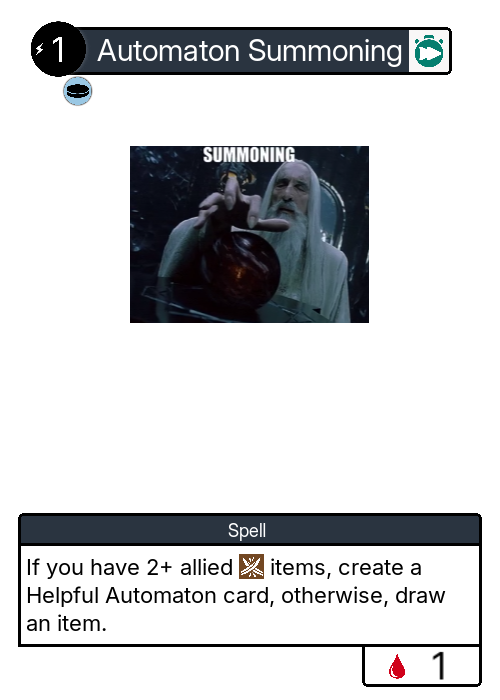 1 Automaton Summoning
SUMMONING
Spell
If you have 2+ allied items, create a
Helpful Automaton card, otherwise, draw
an item.
1